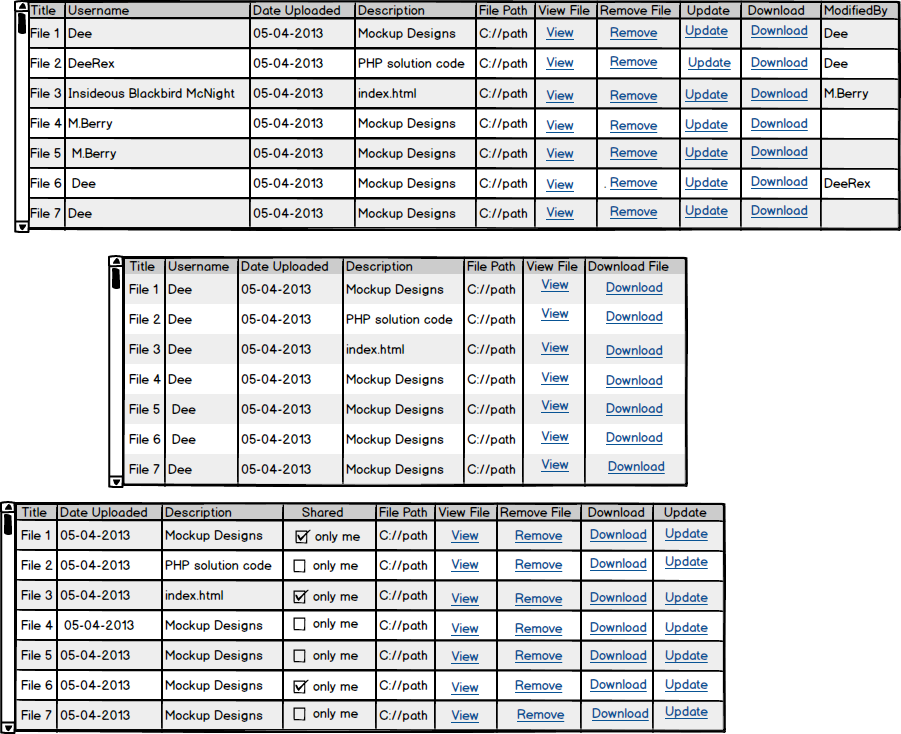 Title Username Date Uploaded Description File Path View File Remove File Update Download ModifiedBy
File 1 Dee 05-04-2013 Mockup Designs C://path View Remove Update Download Dee
File 2 DeeRex 05-04-2013 PHP solution code C://path View Remove Update Download Dee
File 3 Insideous Blackbird McNight 05-04-2013 index.html C://path View Remove Update Download M.Berry
File 4 M.Berry 05-04-2013 Mockup Designs C://path View Remove Update Download
File 5 M.Berry 05-04-2013 Mockup Designs C://path View Remove Update Download
File 6 Dee 05-04-2013 Mockup Designs C://path View . Remove Update Download DeeRex
File 7 Dee 05-04-2013 Mockup Designs C://path View Remove Update Download
Title Username Date Uploaded Description File Path View File Download File
File 1 Dee 05-04-2013 Mockup Designs C://path View Download
File 2 Dee 05-04-2013 PHP solution code C://path View Download
File 3 Dee 05-04-2013 index.html C://path View Download
File 4 Dee 05-04-2013 Mockup Designs C://path View Download
File 5 Dee 05-04-2013 Mockup Designs C://path View Download
File 6 Dee 05-04-2013 Mockup Designs C://path View Download
File 7 Dee 05-04-2013 Mockup Designs C://path View Download
Title Date Uploaded Description Shared File Path View File Remove File Download Update
File 1 05-04-2013 Mockup Designs only me C://path View Remove Download Update
File 2 05-04-2013 PHP solution code only me C://path View Remove Download Update
File 3 05-04-2013 index.html only me C://path View Remove Download Update
File 4 05-04-2013 Mockup Designs only me C://path View Remove Download Update
File 5 05-04-2013 Mockup Designs only me C://path View Remove Download Update
File 6 05-04-2013 Mockup Designs only me C://path View Remove Download Update
File 7 05-04-2013 Mockup Designs only me C://path View Remove Download Update